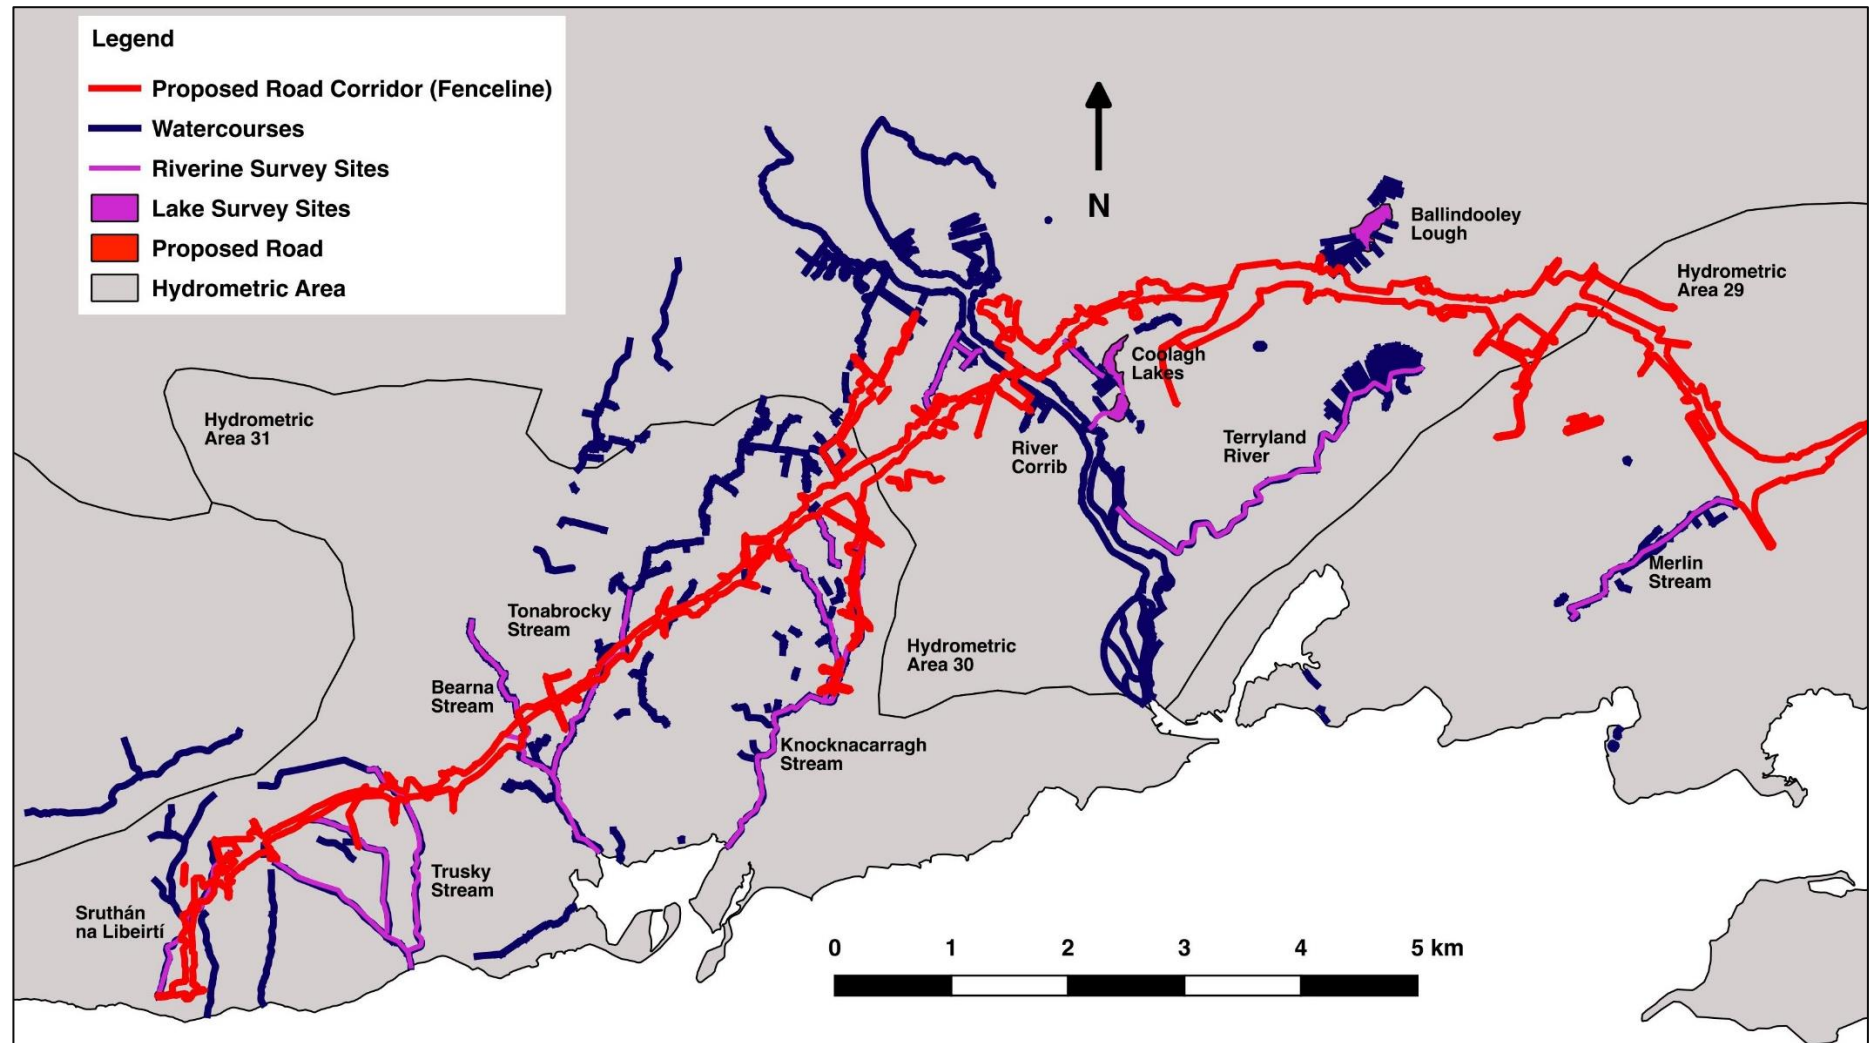 Legend
Proposed Road Corridor (Fenceline)
Watercourses
Riverine Survey Sites
Lake Survey Sites
Proposed Road
Hydrometric Area
N
Ballindooley
Lough
Hydrometric
Area 29
Coolagh
Lakes
Hydrometric
Area 31
River
Corrib
Terryland
River
Merlin
Stream
Tonabrocky
Stream
Hydrometric
Area 30
Bearna
Stream
Knocknacarragh
Stream
Trusky
Stream
Sruthán
na Libeirtí
0 1 2 3 4 5 km